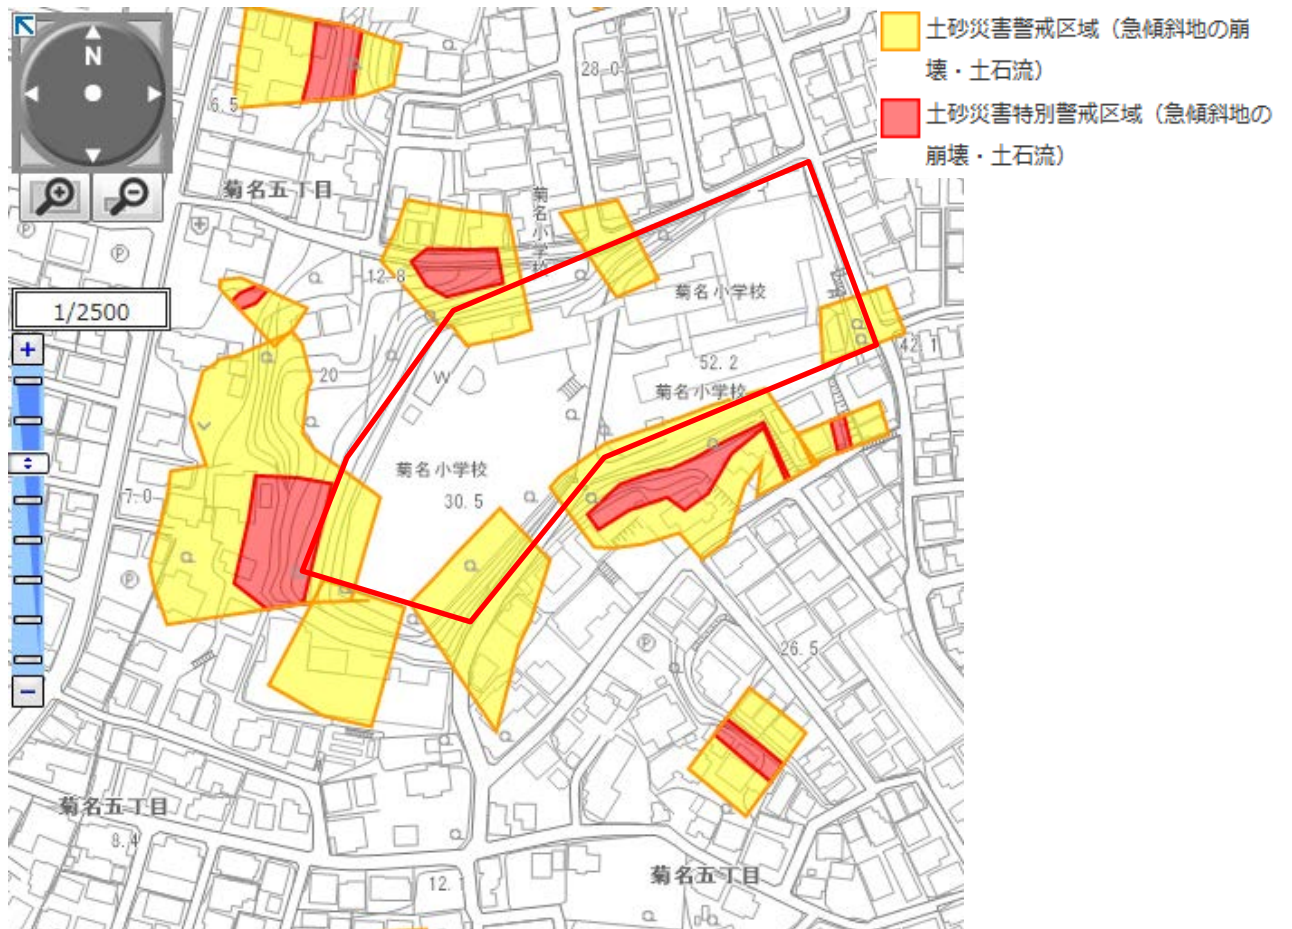 土砂災害警戒区域（急傾斜地の崩
壊・土石流）
土砂災害特別警戒区域（急傾斜地の
崩壊・土石流）
N
28.0
6.5
菊名五丁目
菊名小学校
P
P
12.8
菊名小学校
1/2500
+
42.1
52.2
20
W
菊名小学校
菊名小学校
30.5
7.0
P
P
26.5
−
菊名五丁目
8.4
菊名五丁目
12.